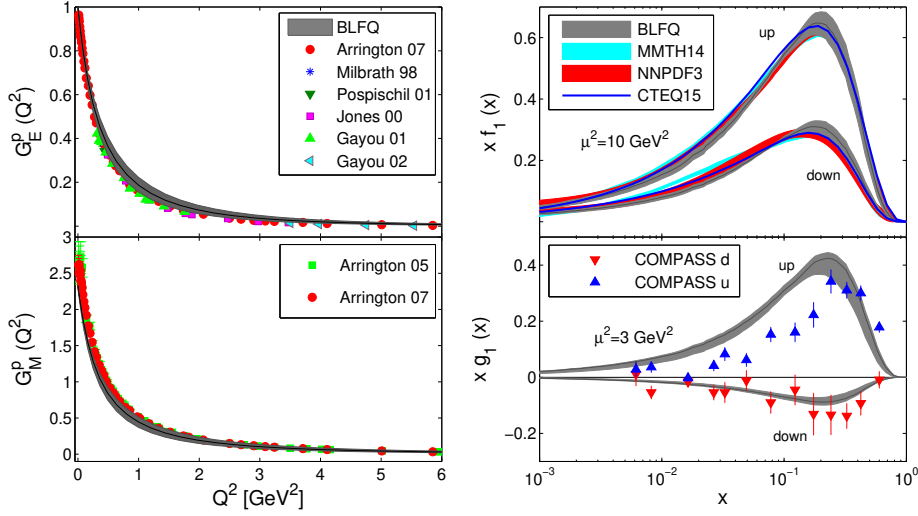 BLFQ
Arrington 07
Milbrath 98
Pospischil 01
Jones 00
Gayou 01
Gayou 02
G_E^p (Q^2)
1
0.8
0.6
0.4
0.2
Arrington 05
Arrington 07
G_M^p (Q^2)
3
2.5
2
1.5
1
0.5
0
0 1 2 3 4 5 6
Q^2 [GeV^2]
BLFQ
MMTH14
NNPDF3
CTEQ15
up
μ^2=10 GeV^2
down
x f_1 (x)
0.6
0.4
0.2
0
COMPASS d
COMPASS u
up
μ^2=3 GeV^2
down
x g_1 (x)
0.4
0.2
0
−0.2
10^−3 10^−2 10^−1 10^0
x